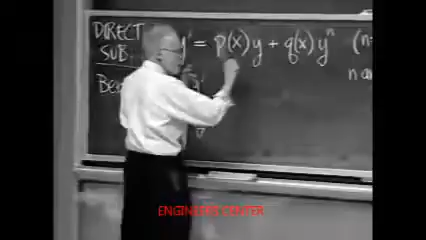 DIRECT y' = p(x)y + q(x)yⁿ (n
SUB.
Be
y'
ENGINEERS CENTER